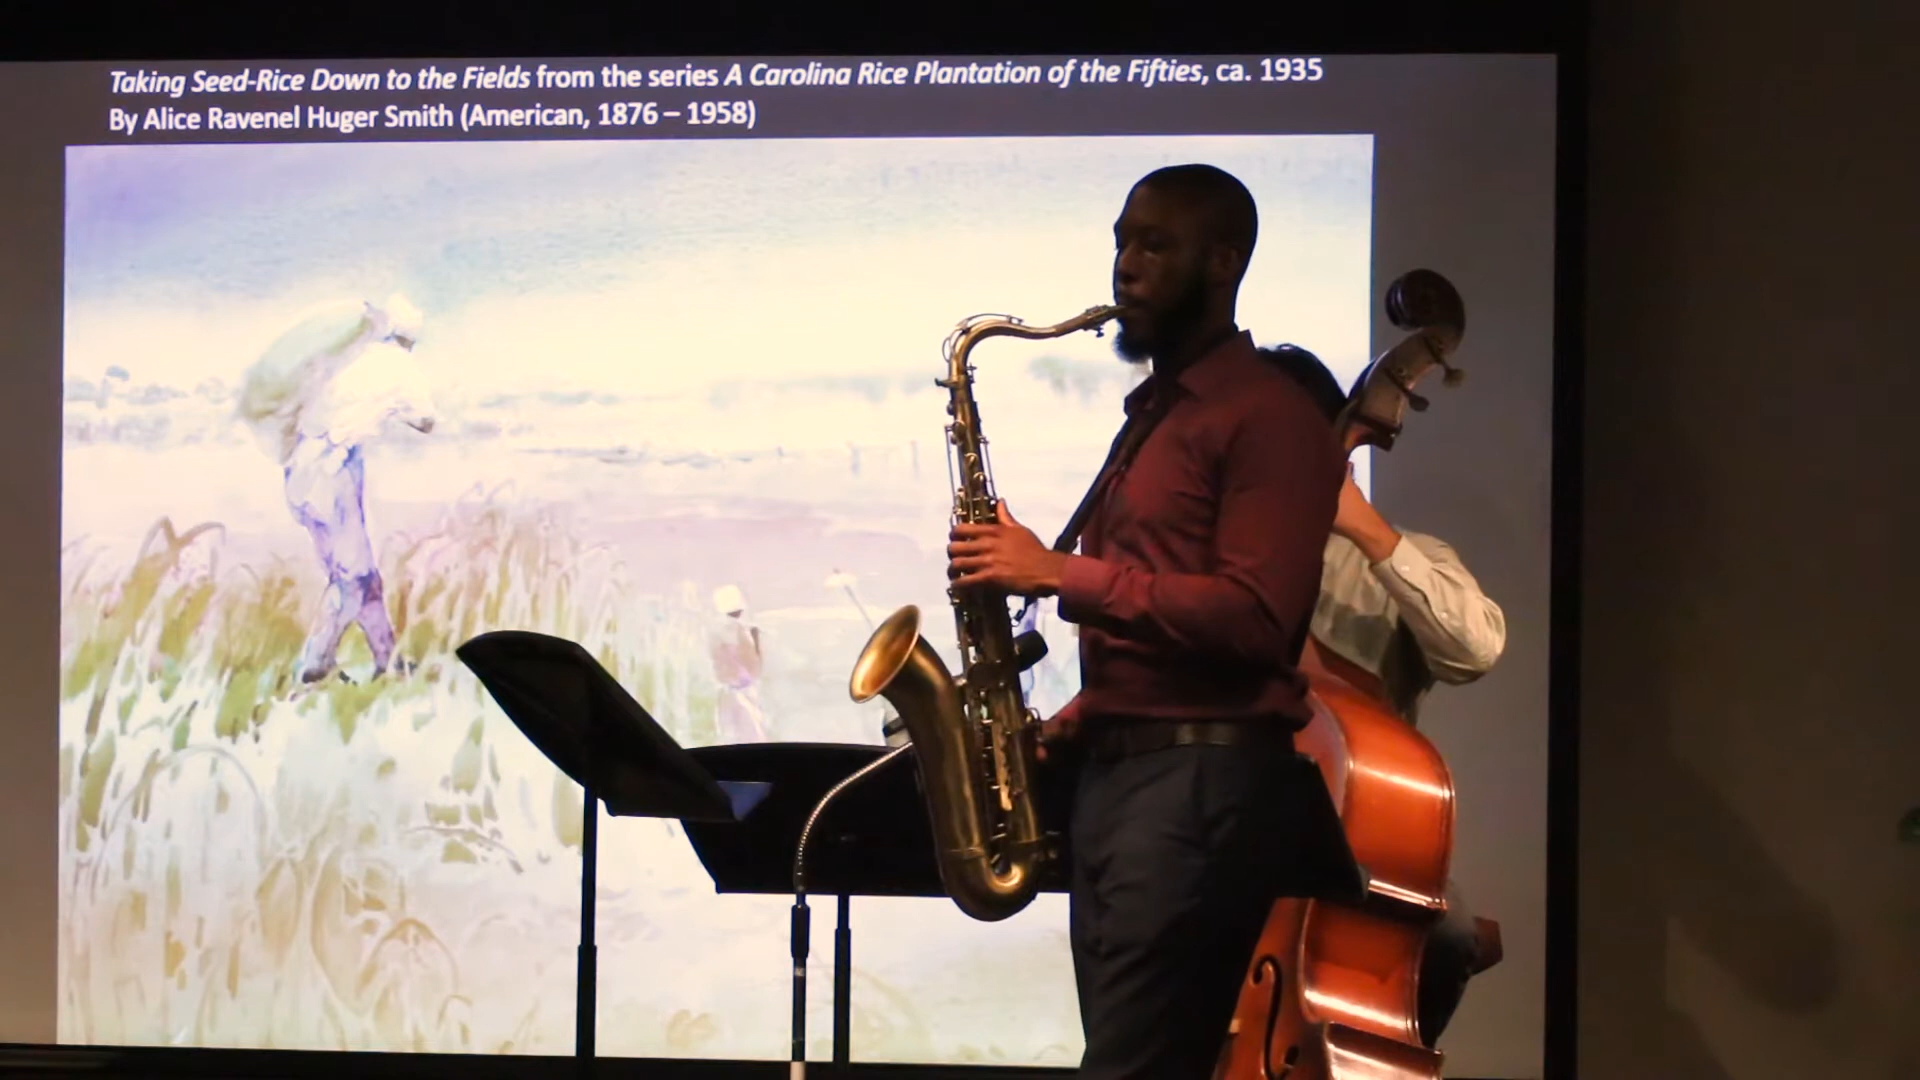 Taking Seed-Rice Down to the Fields from the series A Carolina Rice Plantation of the Fifties, ca. 1935
By Alice Ravenel Huger Smith (American, 1876 – 1958)